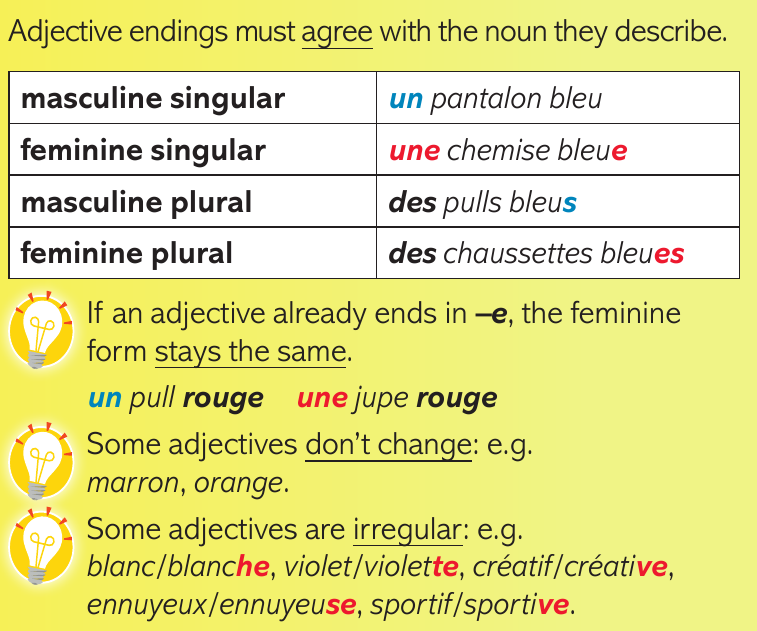 Adjective endings must agree with the noun they describe.
masculine singular un pantalon bleu
feminine singular une chemise bleue
masculine plural des pulls bleus
feminine plural des chaussettes bleues
If an adjective already ends in –e, the feminine
form stays the same.
un pull rouge une jupe rouge
Some adjectives don't change: e.g.
marron, orange.
Some adjectives are irregular: e.g.
blanc/blanche, violet/violette, créatif/créative,
ennuyeux/ennuyeuse, sportif/sportive.